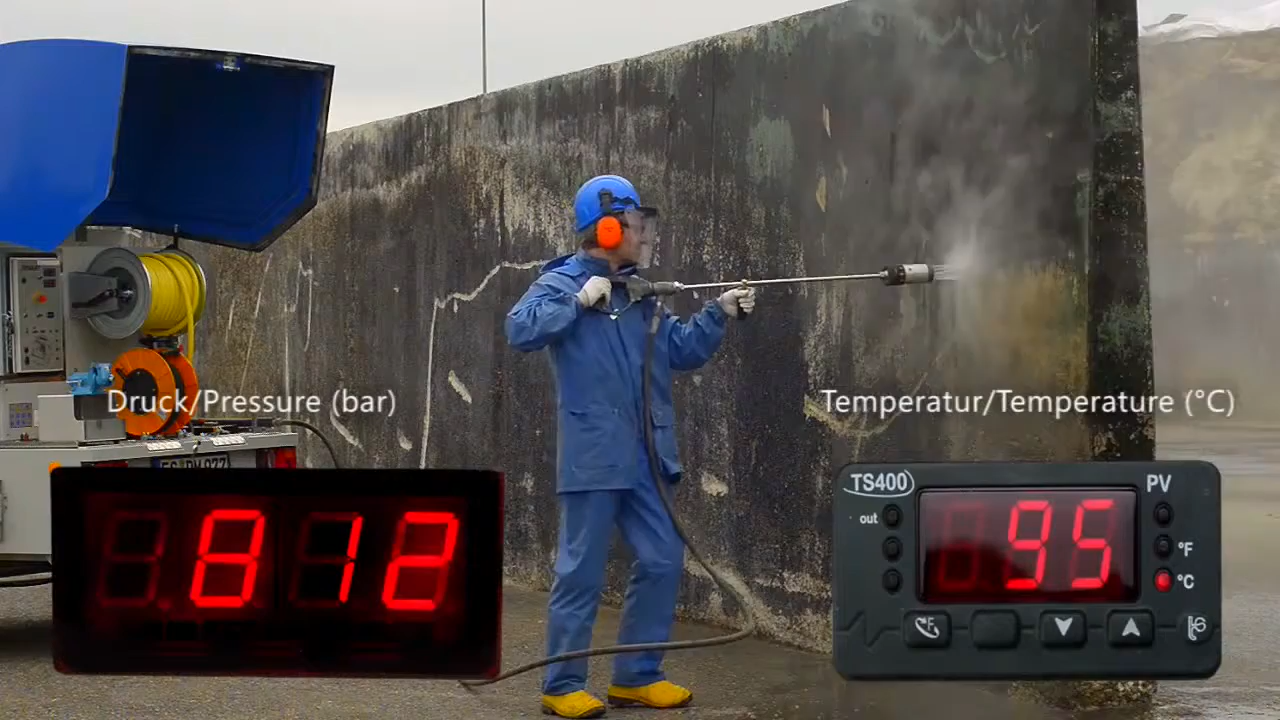 Druck/Pressure (bar)
Temperatur/Temperature (°C)
812
TS400
PV
out
95
°F
°C